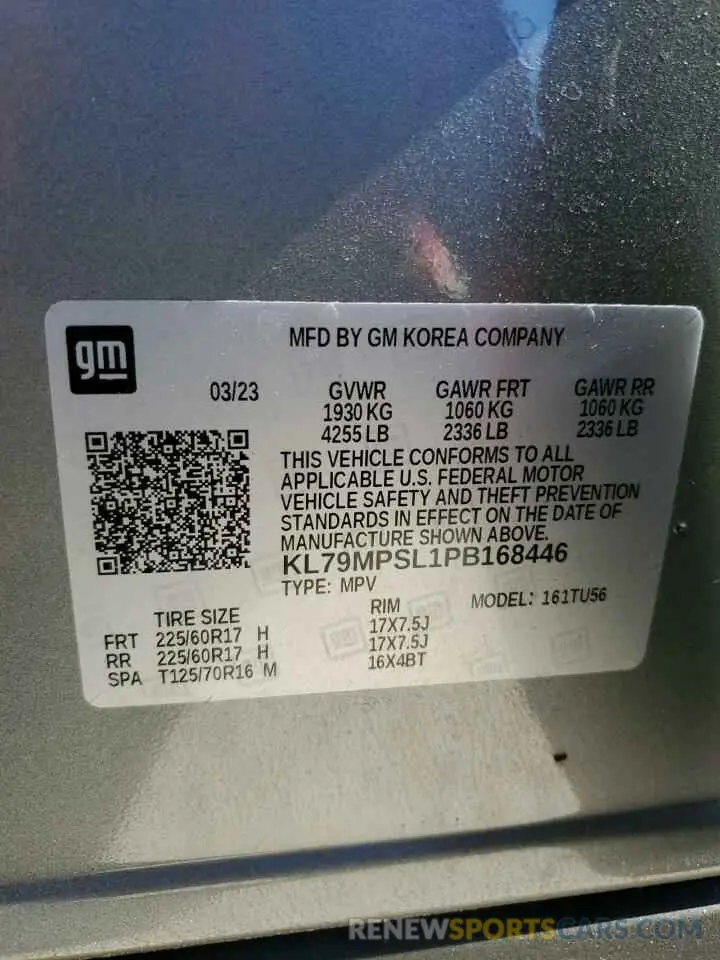 gm
MFD BY GM KOREA COMPANY
03/23 GVWR GAWR FRT GAWR RR
1930 KG 1060 KG 1060 KG
4255 LB 2336 LB 2336 LB
THIS VEHICLE CONFORMS TO ALL
APPLICABLE U.S. FEDERAL MOTOR
VEHICLE SAFETY AND THEFT PREVENTION
STANDARDS IN EFFECT ON THE DATE OF
MANUFACTURE SHOWN ABOVE.
KL79MPSL1PB168446
TYPE: MPV MODEL: 161TU56
TIRE SIZE RIM
FRT 225/60R17 H 17X7.5J
RR 225/60R17 H 17X7.5J
SPA T125/70R16 M 16X4BT
RENEWSPORTSCARS.COM